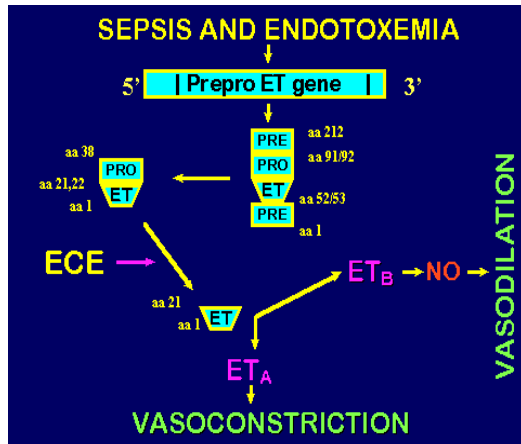 SEPSIS AND ENDOTOXEMIA
5’ | Prepro ET gene | 3’
PRE aa 212
PRO aa 91/92
ET aa 52/53
PRE
aa 1
aa 38 PRO
aa 21,22 ET
aa 1
ECE
aa 21
aa 1 ET
ETB NO
VASODILATION
ETA
VASOCONSTRICTION